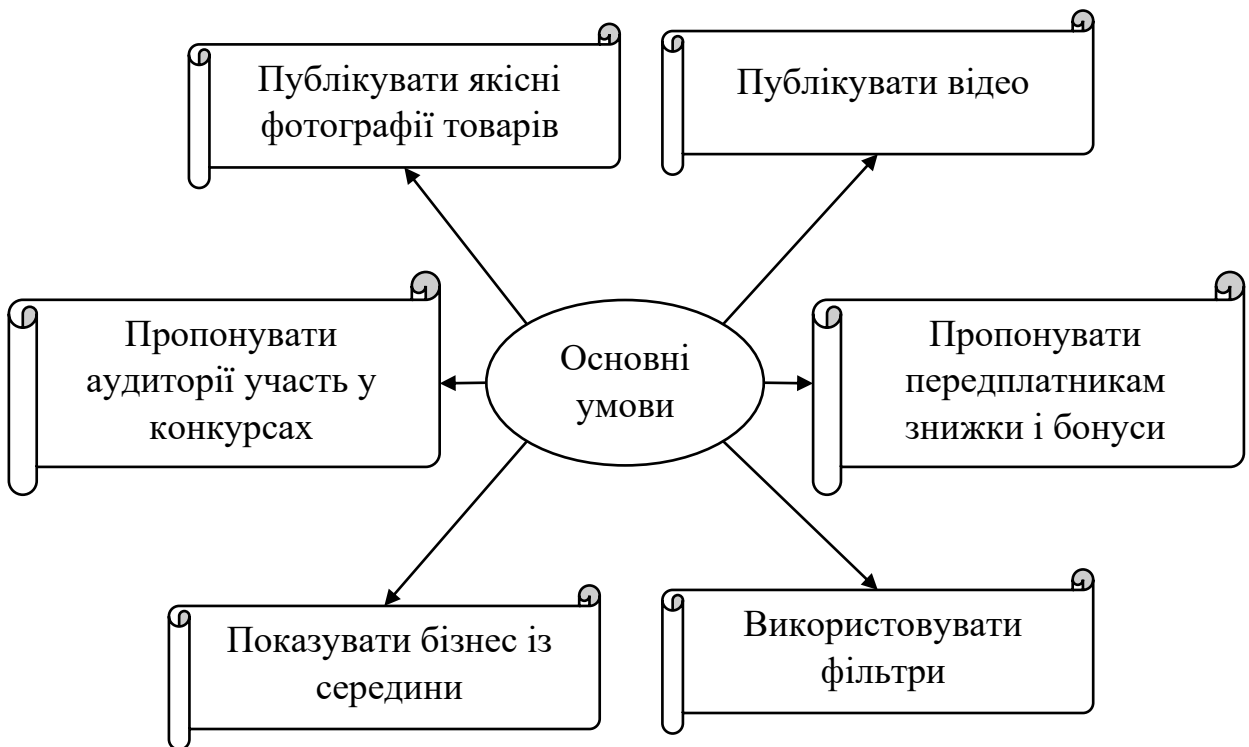 Публікувати якісні
фотографії товарів
Публікувати відео
Пропонувати
аудиторії участь у
конкурсах
Основні
умови
Пропонувати
передплатникам
знижки і бонуси
Показувати бізнес із
середини
Використовувати
фільтри